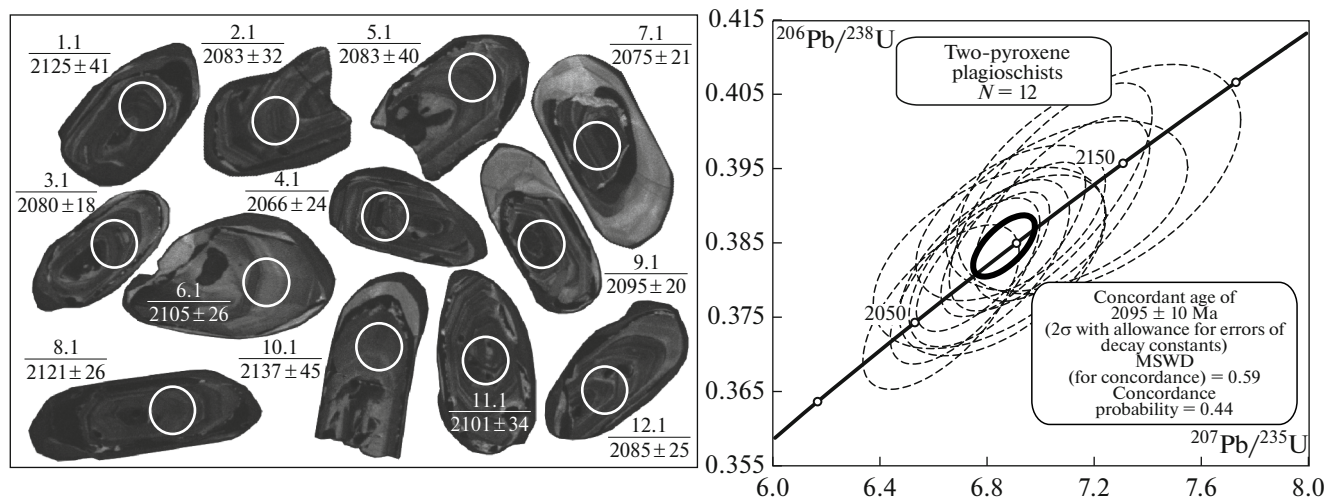 1.1
2125±41
2.1
2083±32
5.1
2083±40
7.1
2075±21
3.1
2080±18
4.1
2066±24
6.1
2105±26
9.1
2095±20
8.1
2121±26
10.1
2137±45
11.1
2101±34
12.1
2085±25
0.415
0.405
0.395
0.385
0.375
0.365
0.355
²⁰⁶Pb/²³⁸U
Two-pyroxene
plagioschists
N = 12
2150
2050
Concordant age of
2095 ± 10 Ma
(2σ with allowance for errors of
decay constants)
MSWD
(for concordance) = 0.59
Concordance
probability = 0.44
²⁰⁷Pb/²³⁵U
6.0 6.4 6.8 7.2 7.6 8.0